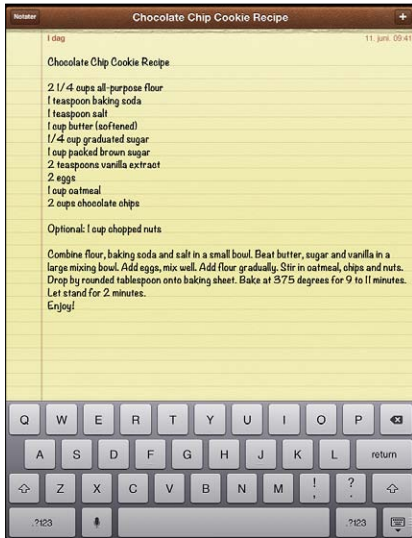 Notater
Chocolate Chip Cookie Recipe
+
I dag
11. juni. 09:41
Chocolate Chip Cookie Recipe
2 1/4 cups all-purpose flour
1 teaspoon baking soda
1 teaspoon salt
1 cup butter (softened)
1/4 cup graduated sugar
1 cup packed brown sugar
2 teaspoons vanilla extract
2 eggs
1 cup oatmeal
2 cups chocolate chips
Optional: 1 cup chopped nuts
Combine flour, baking soda and salt in a small bowl. Beat butter, sugar and vanilla in a
large mixing bowl. Add eggs, mix well. Add flour gradually. Stir in oatmeal, chips and nuts.
Drop by rounded tablespoon onto baking sheet. Bake at 375 degrees for 9 to 11 minutes.
Let stand for 2 minutes.
Enjoy!
Q W E R T Y U I O P
A S D F G H J K L return
Z X C V B N M ! , ? .
.?123 .?123